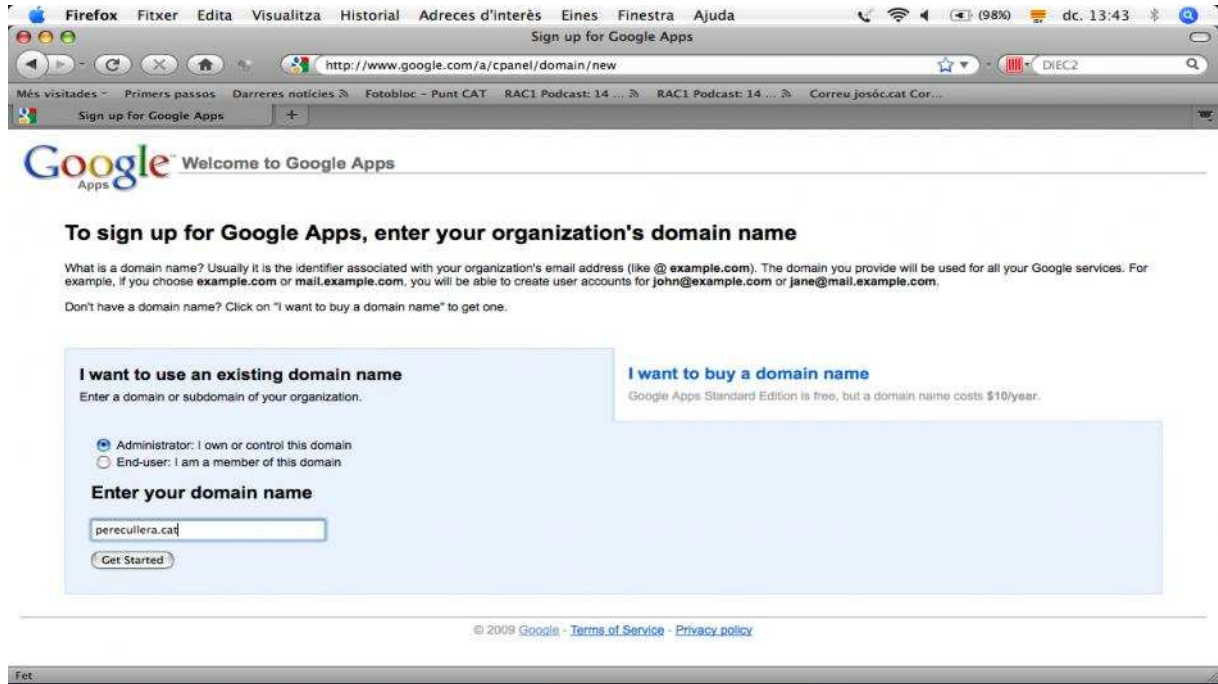 Firefox Fitxer Edita Visualitza Historial Adreces d'interès Eines Finestra Ajuda (98%) dc. 13:43
Sign up for Google Apps
http://www.google.com/a/cpanel/domain/new DIEC2
Més visitades Primers passos Darreres notícies Fotobloc - Punt CAT RAC1 Podcast: 14 ... RAC1 Podcast: 14 ... Correu josóc.cat Cor...
Sign up for Google Apps +
Google Apps Welcome to Google Apps
To sign up for Google Apps, enter your organization's domain name
What is a domain name? Usually it is the identifier associated with your organization's email address (like @ example.com). The domain you provide will be used for all your Google services. For
example, if you choose example.com or mail.example.com, you will be able to create user accounts for john@example.com or jane@mail.example.com.
Don't have a domain name? Click on "I want to buy a domain name" to get one.
I want to use an existing domain name
Enter a domain or subdomain of your organization.
I want to buy a domain name
Google Apps Standard Edition is free, but a domain name costs $10/year.
Administrator: I own or control this domain
End-user: I am a member of this domain
Enter your domain name
perecullera.cat
Get Started
© 2009 Google - Terms of Service - Privacy policy
Fet